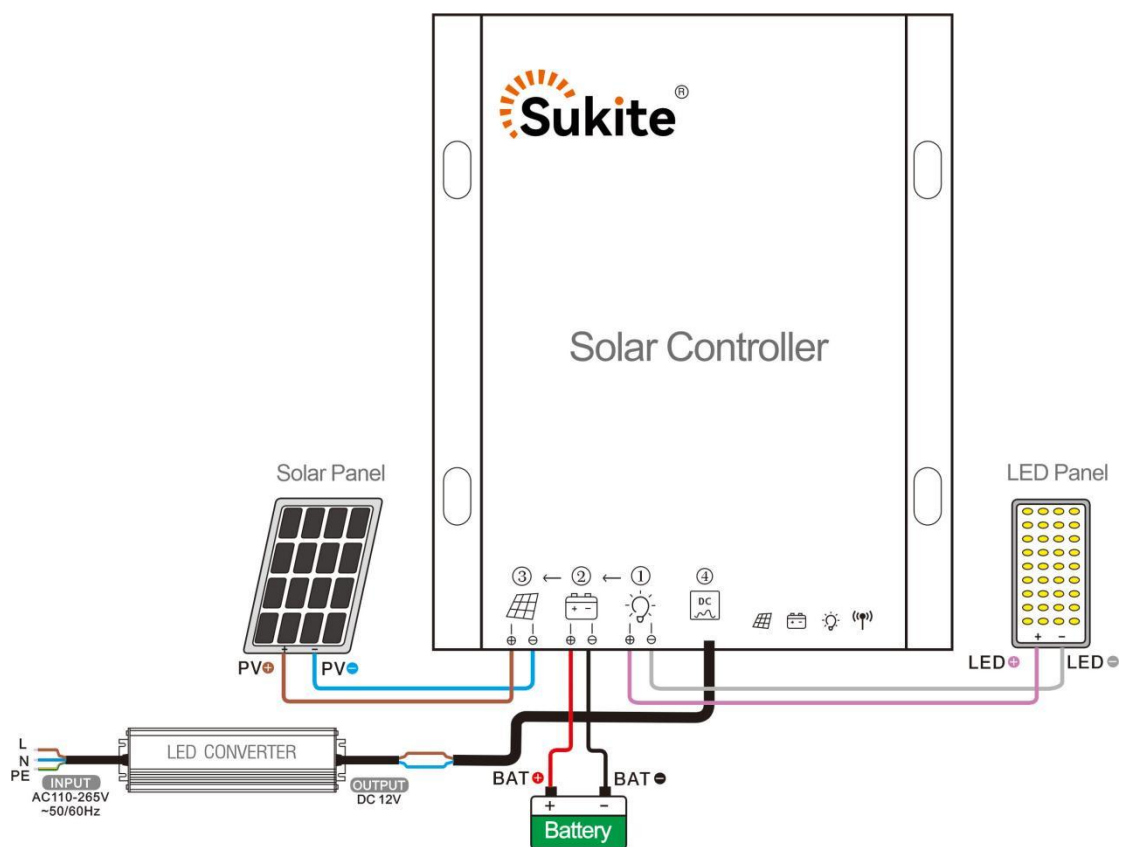 Sukite®
Solar Controller
Solar Panel
LED Panel
③ ← ② ← ① ④
+ −
DC
⊕ ⊖ ⊕ ⊖ ⊕ ⊖
+ −
PV⊕ PV⊖
+ −
LED⊕ LED⊖
L
N
PE
INPUT
AC110-265V
~50/60Hz
LED CONVERTER
OUTPUT
DC 12V
BAT⊕ BAT⊖
+ −
Battery